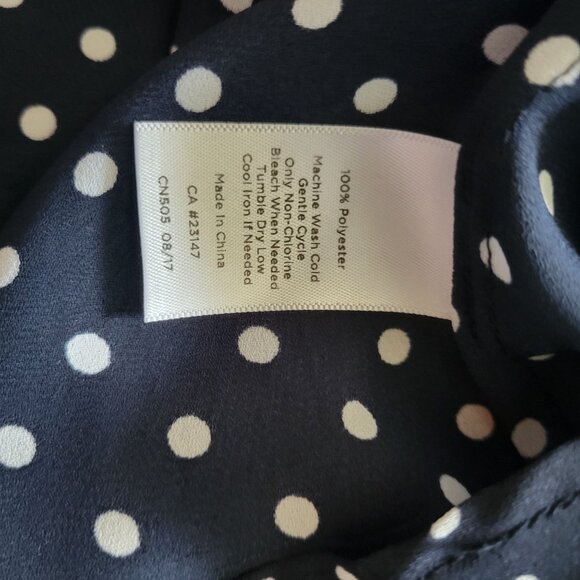 100% Polyester
Machine Wash Cold
Gentle Cycle
Only Non-Chlorine
Bleach When Needed
Tumble Dry Low
Cool Iron If Needed
Made In China
CA #23147
CN505 08/17